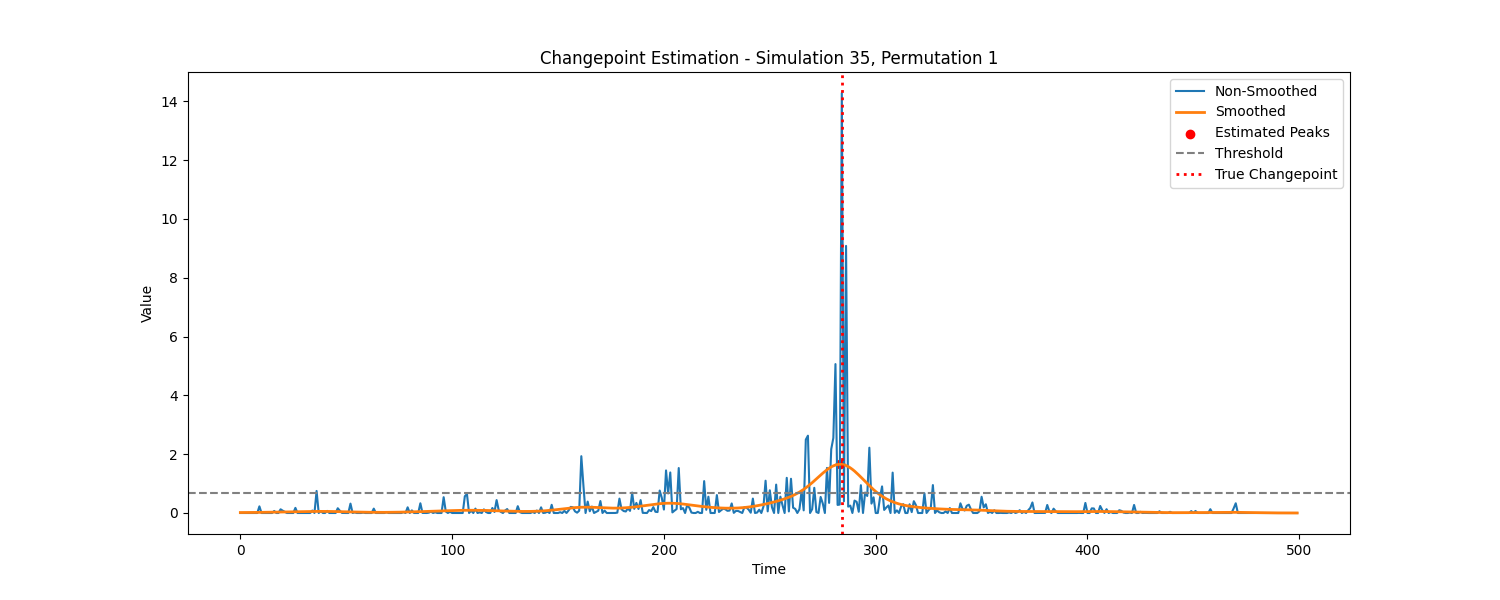 Changepoint Estimation - Simulation 35, Permutation 1
14
12
10
8
6
4
2
0
Value
Non-Smoothed
Smoothed
Estimated Peaks
Threshold
True Changepoint
0
100
200
300
400
500
Time